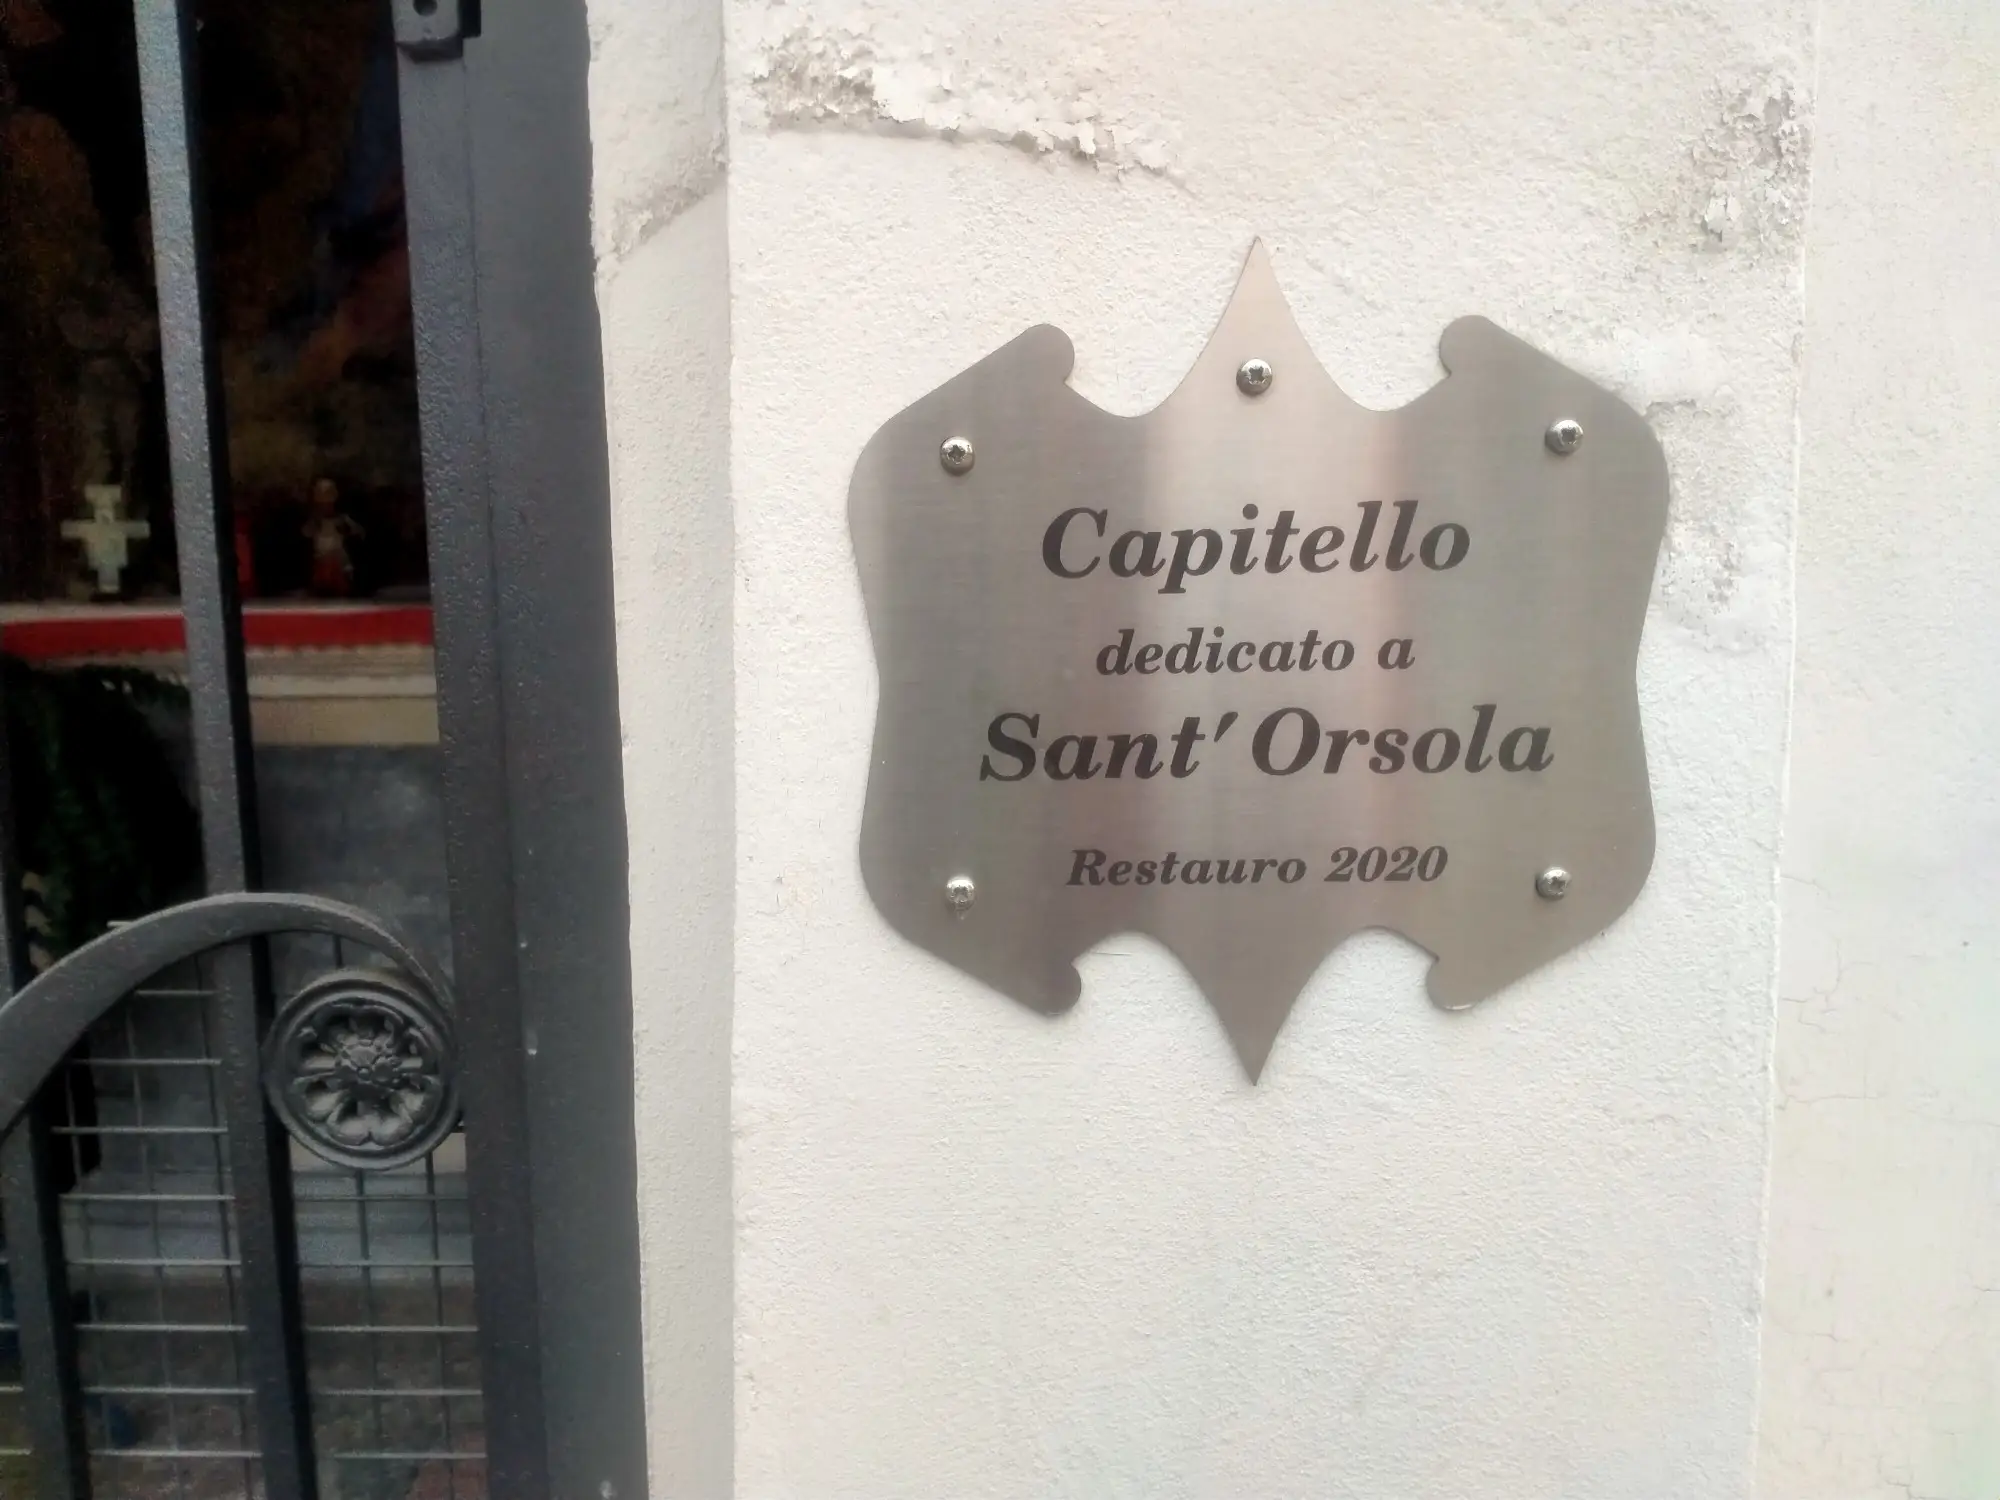 Capitello
dedicato a
Sant' Orsola
Restauro 2020